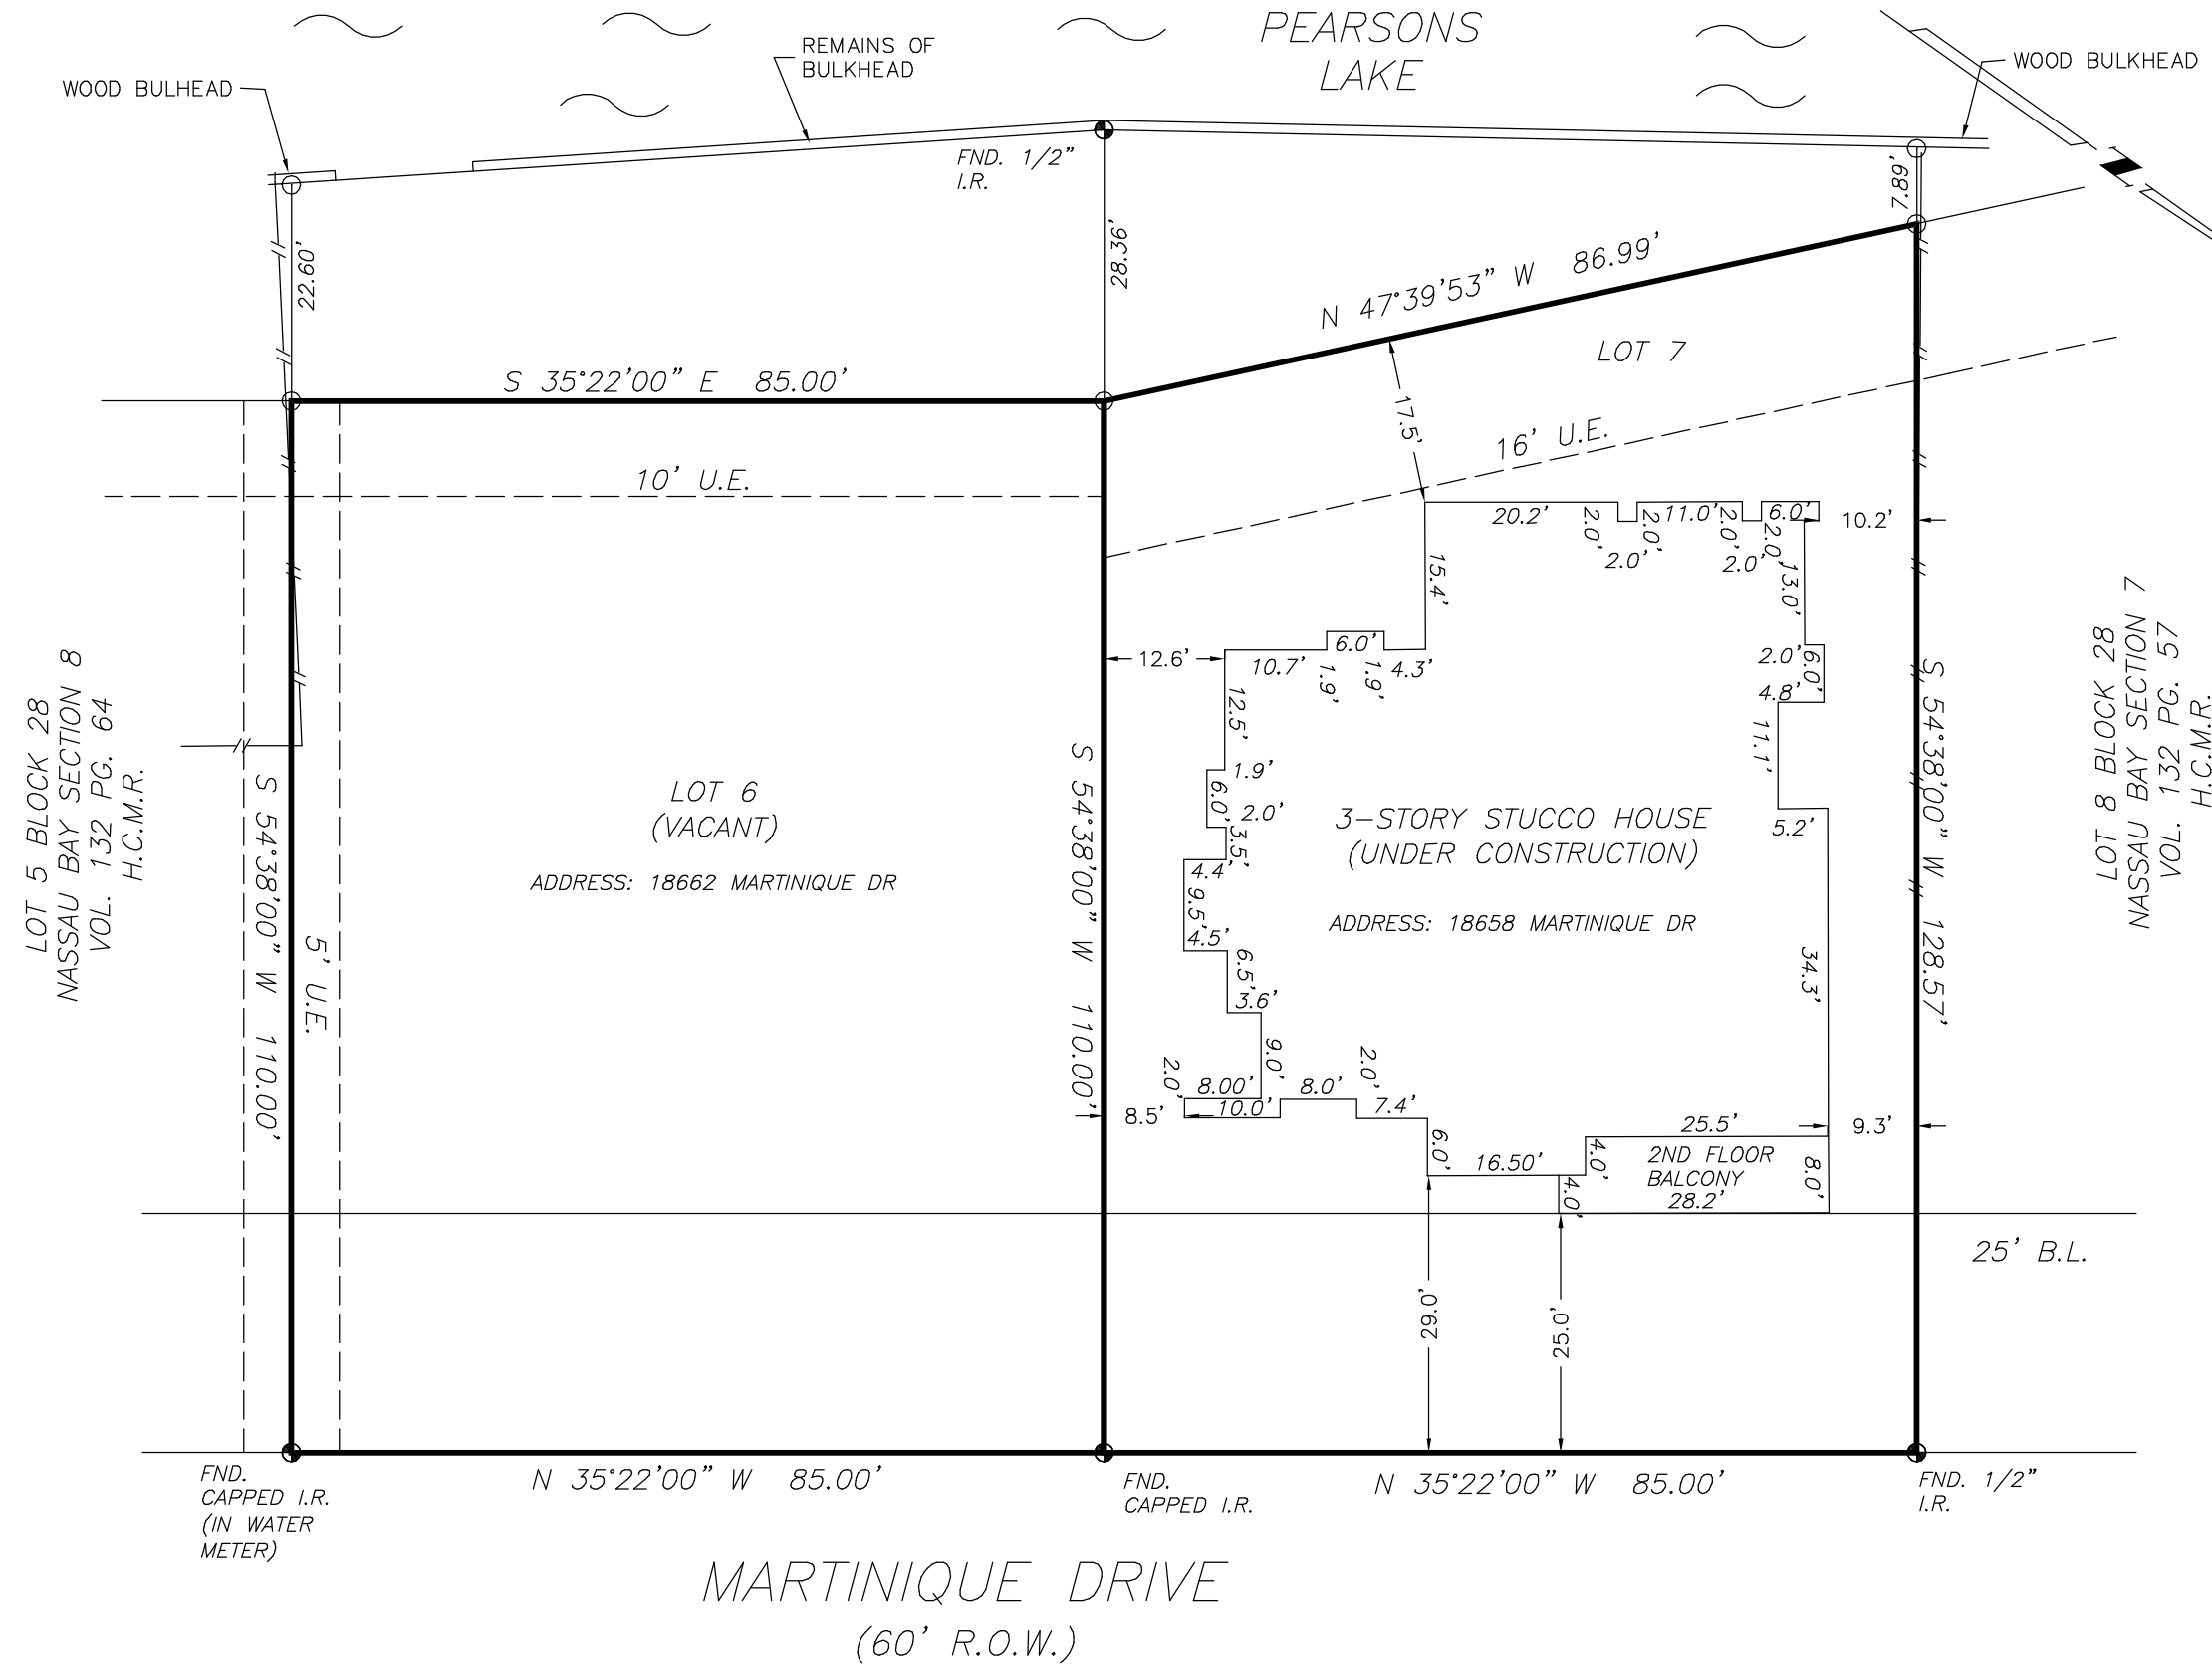 PEARSONS
LAKE
REMAINS OF
BULKHEAD
WOOD BULHEAD
WOOD BULKHEAD
FND. 1/2”
I.R.
22.60’
28.36’
7.89’
N 47°39’53” W 86.99’
LOT 7
S 35°22’00” E 85.00’
17.5’
16’ U.E.
10’ U.E.
20.2’
2.0’
2.0’
2.0’
11.0’
2.0’
2.0’
2.0’
6.0’
10.2’
15.4’
13.0’
12.6’
10.7’
1.9’
6.0’
1.9’
4.3’
2.0’
6.0’
4.8’
11.1’
5.2’
12.5’
1.9’
6.0’
2.0’
3.5’
4.4’
9.5’
4.5’
6.5’
3.6’
9.0’
LOT 5 BLOCK 28
NASSAU BAY SECTION 8
VOL. 132 PG. 64
H.C.M.R.
S 54°38’00” W 110.00’
5’ U.E.
LOT 6
(VACANT)
ADDRESS: 18662 MARTINIQUE DR
S 54°38’00” W 110.00’
3-STORY STUCCO HOUSE
(UNDER CONSTRUCTION)
ADDRESS: 18658 MARTINIQUE DR
34.3’
S 54°38’00” W 128.57’
LOT 8 BLOCK 28
NASSAU BAY SECTION 7
VOL. 132 PG. 57
H.C.M.R.
2.0’
8.00’
8.0’
2.0’
8.5’
10.0’
7.4’
6.0’
16.50’
25.5’
9.3’
4.0’
2ND FLOOR
BALCONY
28.2’
8.0’
4.0’
25’ B.L.
29.0’
25.0’
FND.
CAPPED I.R.
(IN WATER
METER)
N 35°22’00” W 85.00’
FND.
CAPPED I.R.
N 35°22’00” W 85.00’
FND. 1/2”
I.R.
MARTINIQUE DRIVE
(60’ R.O.W.)